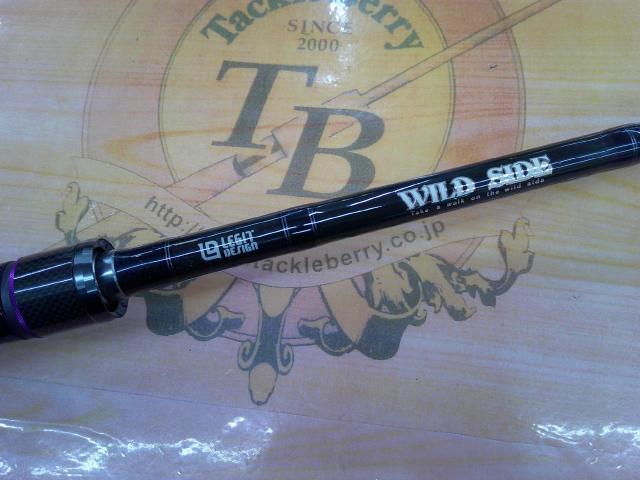 Tackleberry
SINCE
2000
TB
WILD SIDE
Take a walk on the wild side
LEGIT
DESIGN
http:/
tackleberry.co.jp